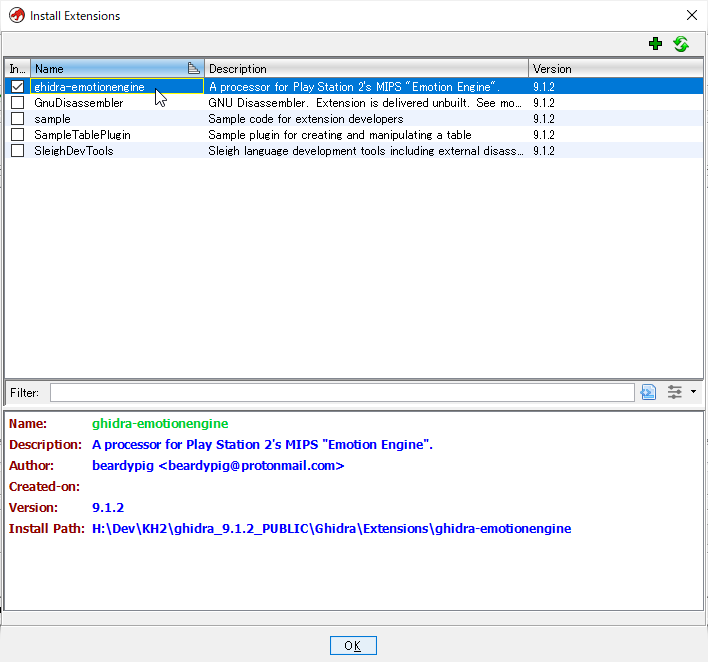 Install Extensions
In... Name Description Version
ghidra-emotionengine A processor for Play Station 2's MIPS "Emotion Engine". 9.1.2
GnuDisassembler GNU Disassembler. Extension is delivered unbuilt. See mo... 9.1.2
sample Sample code for extension developers 9.1.2
SampleTablePlugin Sample plugin for creating and manipulating a table 9.1.2
SleighDevTools Sleigh language development tools including external disass... 9.1.2
Filter:
Name: ghidra-emotionengine
Description: A processor for Play Station 2's MIPS "Emotion Engine".
Author: beardypig <beardypig@protonmail.com>
Created-on:
Version: 9.1.2
Install Path: H:\Dev\KH2\ghidra_9.1.2_PUBLIC\Ghidra\Extensions\ghidra-emotionengine
OK